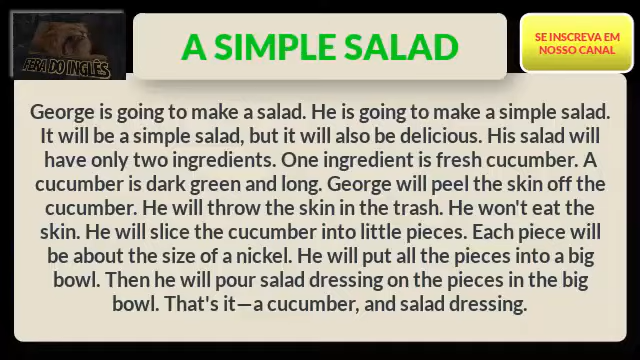 FERA DO INGLÊS
A SIMPLE SALAD
SE INSCREVA EM
NOSSO CANAL
George is going to make a salad. He is going to make a simple salad.
It will be a simple salad, but it will also be delicious. His salad will
have only two ingredients. One ingredient is fresh cucumber. A
cucumber is dark green and long. George will peel the skin off the
cucumber. He will throw the skin in the trash. He won't eat the
skin. He will slice the cucumber into little pieces. Each piece will
be about the size of a nickel. He will put all the pieces into a big
bowl. Then he will pour salad dressing on the pieces in the big
bowl. That's it—a cucumber, and salad dressing.